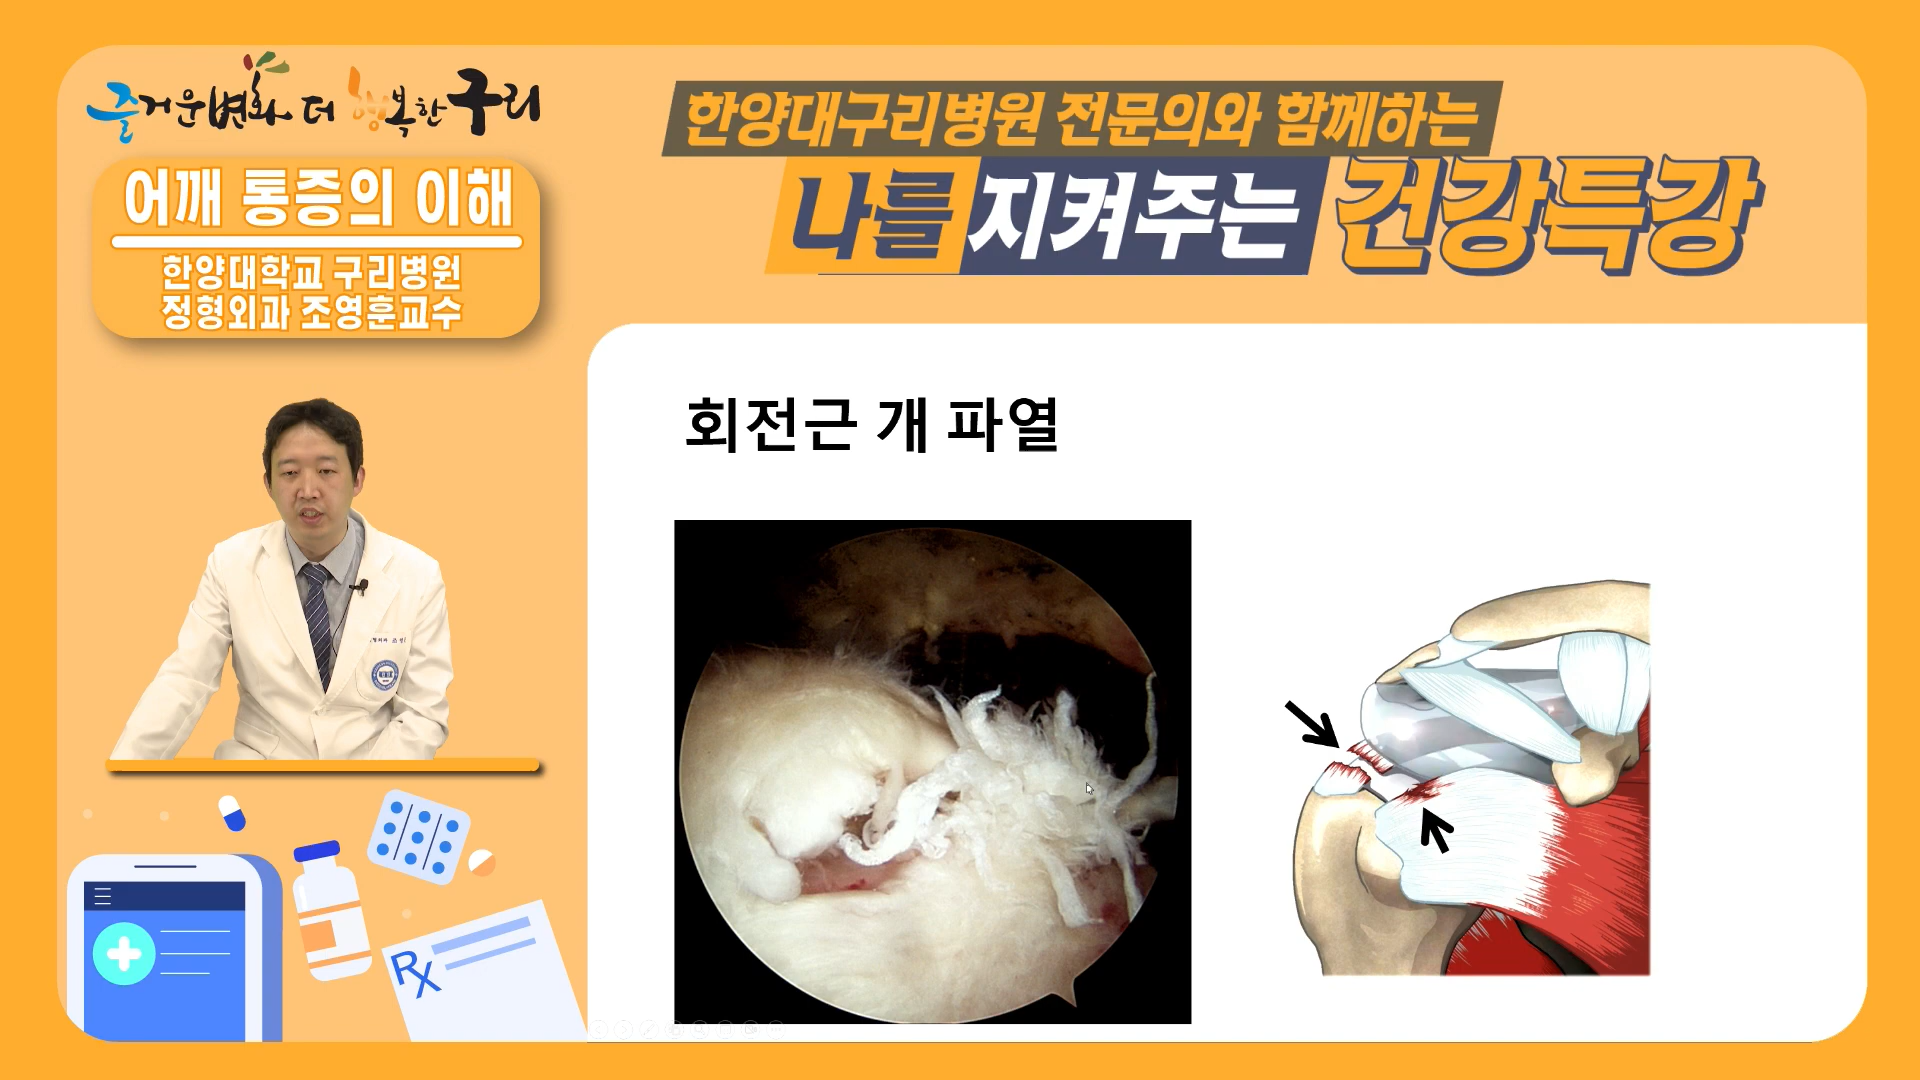 즐거운변화 더 행복한구리
한양대구리병원 전문의와 함께하는
나를 지켜주는 건강특강
어깨 통증의 이해
한양대학교 구리병원
정형외과 조영훈교수
회전근 개 파열
Rx